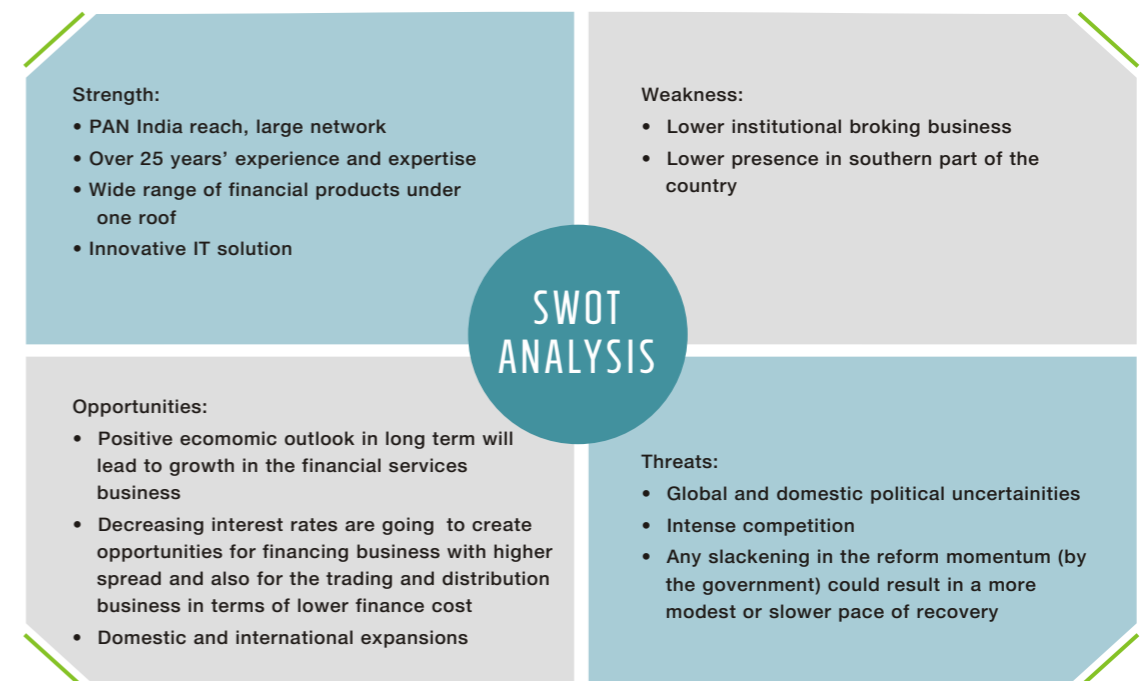 Strength:
• PAN India reach, large network
• Over 25 years' experience and expertise
• Wide range of financial products under
one roof
• Innovative IT solution
Weakness:
• Lower institutional broking business
• Lower presence in southern part of the
country
SWOT
ANALYSIS
Opportunities:
• Positive ecomomic outlook in long term will
lead to growth in the financial services
business
• Decreasing interest rates are going to create
opportunities for financing business with higher
spread and also for the trading and distribution
business in terms of lower finance cost
• Domestic and international expansions
Threats:
• Global and domestic political uncertainities
• Intense competition
• Any slackening in the reform momentum (by
the government) could result in a more
modest or slower pace of recovery